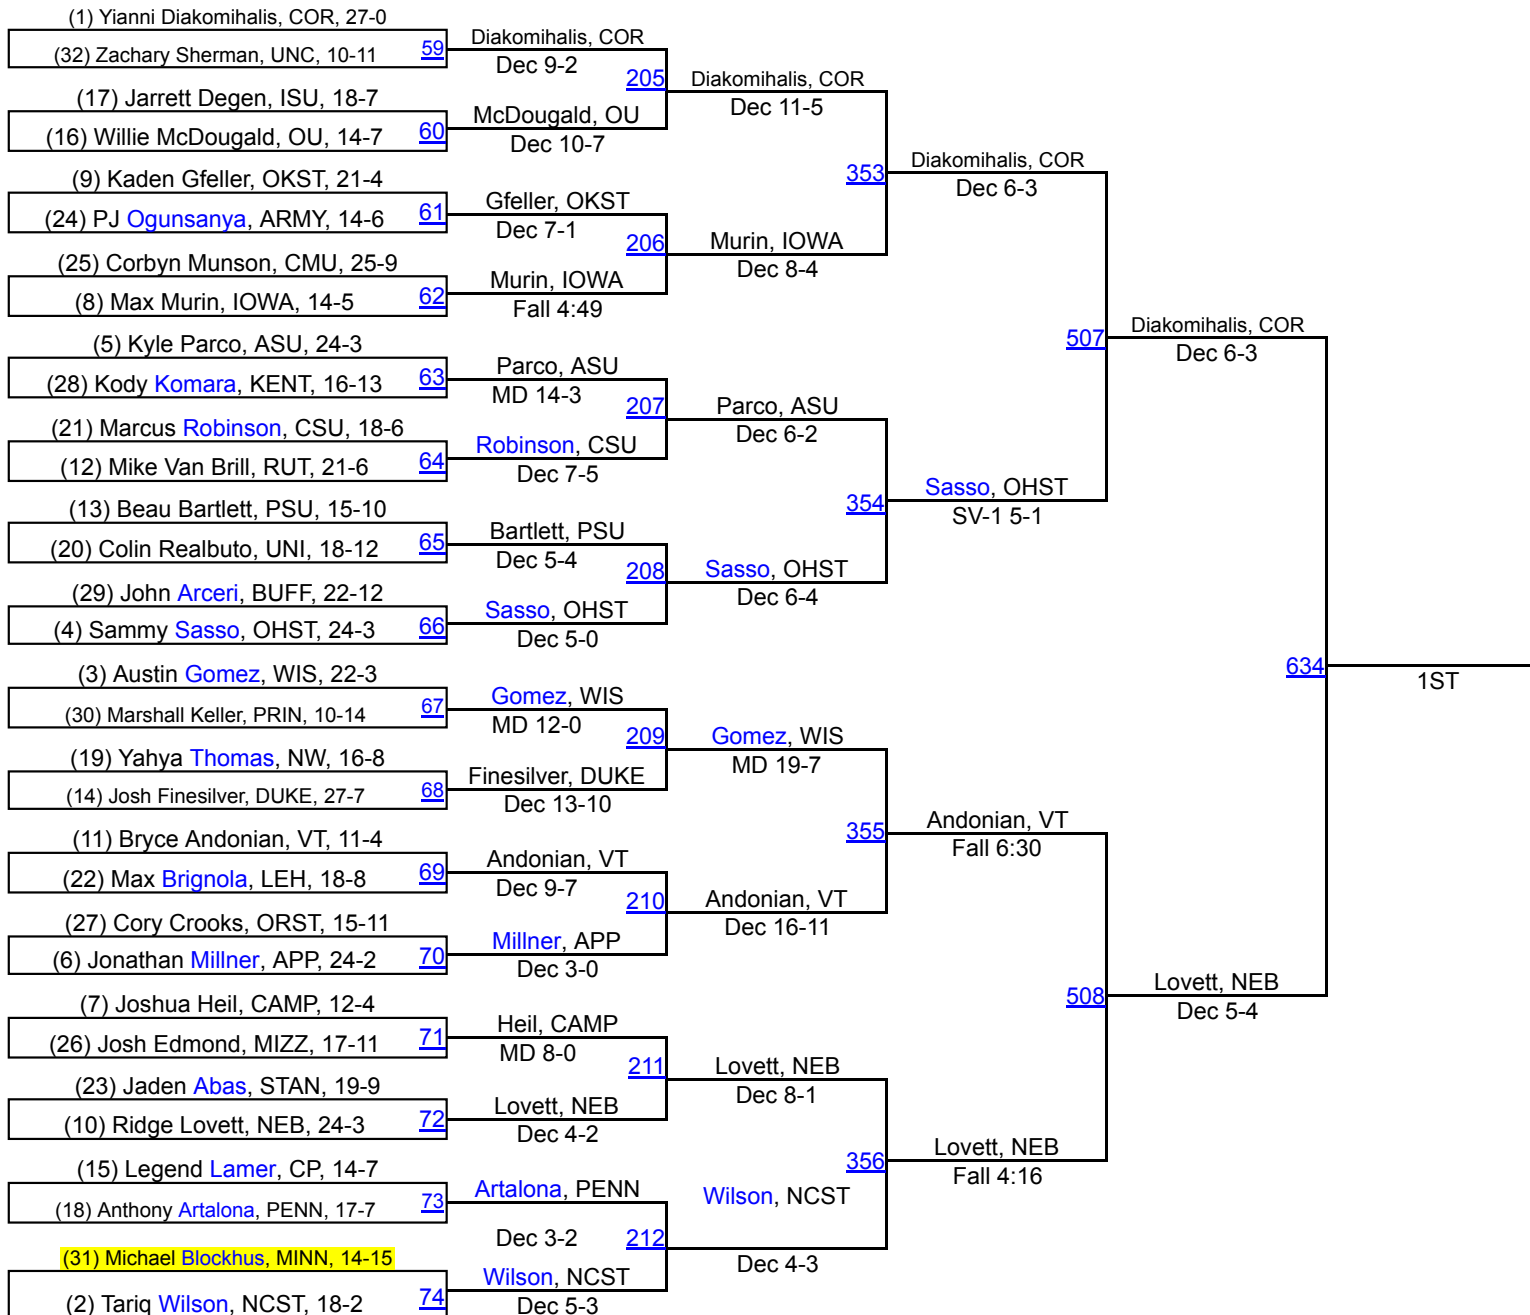 (1) Yianni Diakomihalis, COR, 27-0
(32) Zachary Sherman, UNC, 10-11
59
Diakomihalis, COR
Dec 9-2
205
Diakomihalis, COR
Dec 11-5
(17) Jarrett Degen, ISU, 18-7
(16) Willie McDougald, OU, 14-7
60
McDougald, OU
Dec 10-7
353
Diakomihalis, COR
Dec 6-3
(9) Kaden Gfeller, OKST, 21-4
(24) PJ Ogunsanya, ARMY, 14-6
61
Gfeller, OKST
Dec 7-1
206
Murin, IOWA
Dec 8-4
(25) Corbyn Munson, CMU, 25-9
(8) Max Murin, IOWA, 14-5
62
Murin, IOWA
Fall 4:49
507
Diakomihalis, COR
Dec 6-3
(5) Kyle Parco, ASU, 24-3
(28) Kody Komara, KENT, 16-13
63
Parco, ASU
MD 14-3
207
Parco, ASU
Dec 6-2
(21) Marcus Robinson, CSU, 18-6
(12) Mike Van Brill, RUT, 21-6
64
Robinson, CSU
Dec 7-5
354
Sasso, OHST
SV-1 5-1
(13) Beau Bartlett, PSU, 15-10
(20) Colin Realbuto, UNI, 18-12
65
Bartlett, PSU
Dec 5-4
208
Sasso, OHST
Dec 6-4
(29) John Arceri, BUFF, 22-12
(4) Sammy Sasso, OHST, 24-3
66
Sasso, OHST
Dec 5-0
634
1ST
(3) Austin Gomez, WIS, 22-3
(30) Marshall Keller, PRIN, 10-14
67
Gomez, WIS
MD 12-0
209
Gomez, WIS
MD 19-7
(19) Yahya Thomas, NW, 16-8
(14) Josh Finesilver, DUKE, 27-7
68
Finesilver, DUKE
Dec 13-10
355
Andonian, VT
Fall 6:30
(11) Bryce Andonian, VT, 11-4
(22) Max Brignola, LEH, 18-8
69
Andonian, VT
Dec 9-7
210
Andonian, VT
Dec 16-11
(27) Cory Crooks, ORST, 15-11
(6) Jonathan Millner, APP, 24-2
70
Millner, APP
Dec 3-0
508
Lovett, NEB
Dec 5-4
(7) Joshua Heil, CAMP, 12-4
(26) Josh Edmond, MIZZ, 17-11
71
Heil, CAMP
MD 8-0
211
Lovett, NEB
Dec 8-1
(23) Jaden Abas, STAN, 19-9
(10) Ridge Lovett, NEB, 24-3
72
Lovett, NEB
Dec 4-2
356
Lovett, NEB
Fall 4:16
(15) Legend Lamer, CP, 14-7
(18) Anthony Artalona, PENN, 17-7
73
Artalona, PENN
Dec 3-2
212
Wilson, NCST
Dec 4-3
(31) Michael Blockhus, MINN, 14-15
(2) Tariq Wilson, NCST, 18-2
74
Wilson, NCST
Dec 5-3